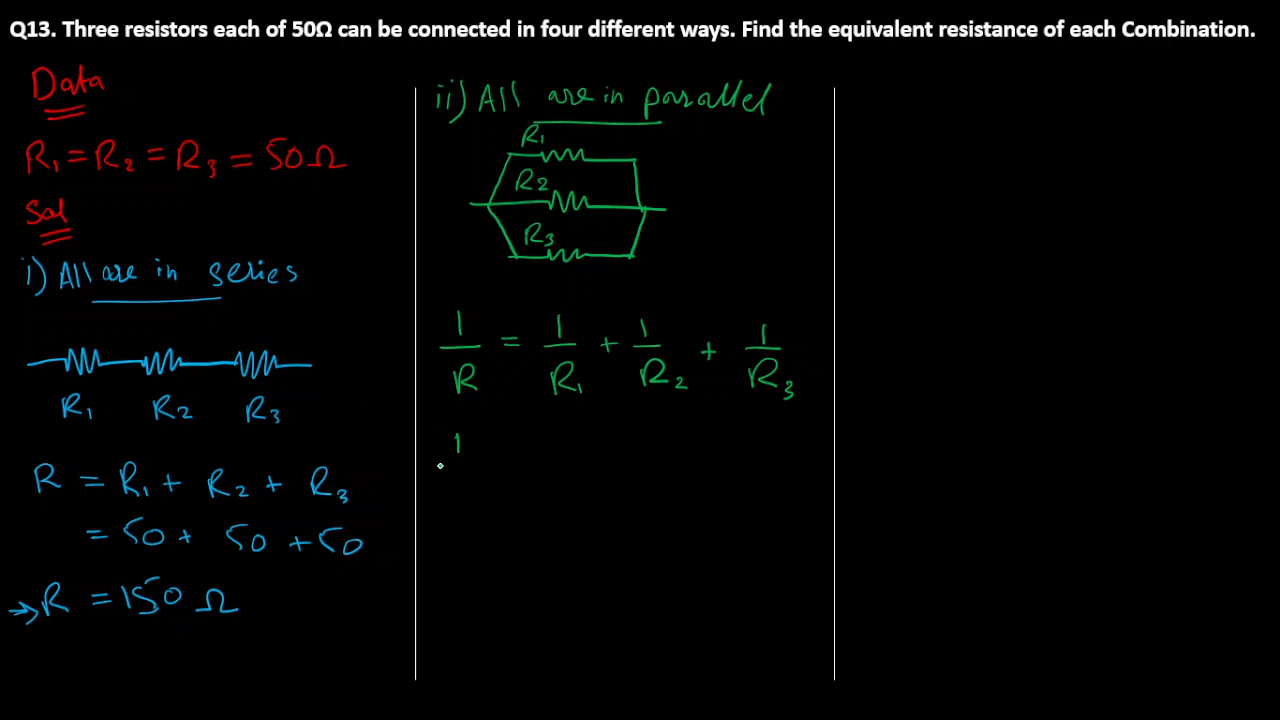 Q13. Three resistors each of 50Ω can be connected in four different ways. Find the equivalent resistance of each Combination.
Data
R₁ = R₂ = R₃ = 50Ω
Sol
i) All are in series
R₁ R₂ R₃
R = R₁ + R₂ + R₃
= 50 + 50 + 50
⇒ R = 150 Ω
ii) All are in parallel
R₁
R₂
R₃
1/R = 1/R₁ + 1/R₂ + 1/R₃
1